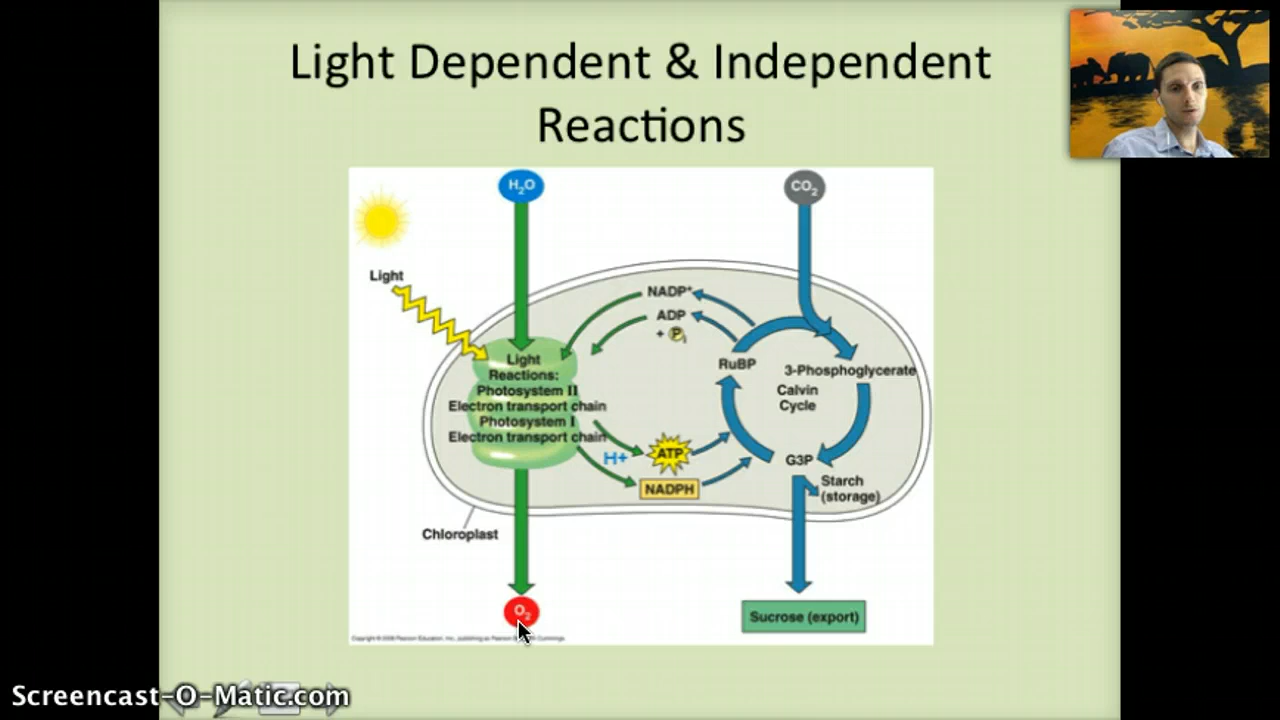 Light Dependent & Independent
Reactions
H₂O
CO₂
Light
NADP⁺
ADP
+ Pᵢ
Light
Reactions:
Photosystem II
Electron transport chain
Photosystem I
Electron transport chain
RuBP
3-Phosphoglycerate
Calvin
Cycle
H+
ATP
NADPH
G3P
Starch
(storage)
Chloroplast
O₂
Sucrose (export)
Screencast-O-Matic.com